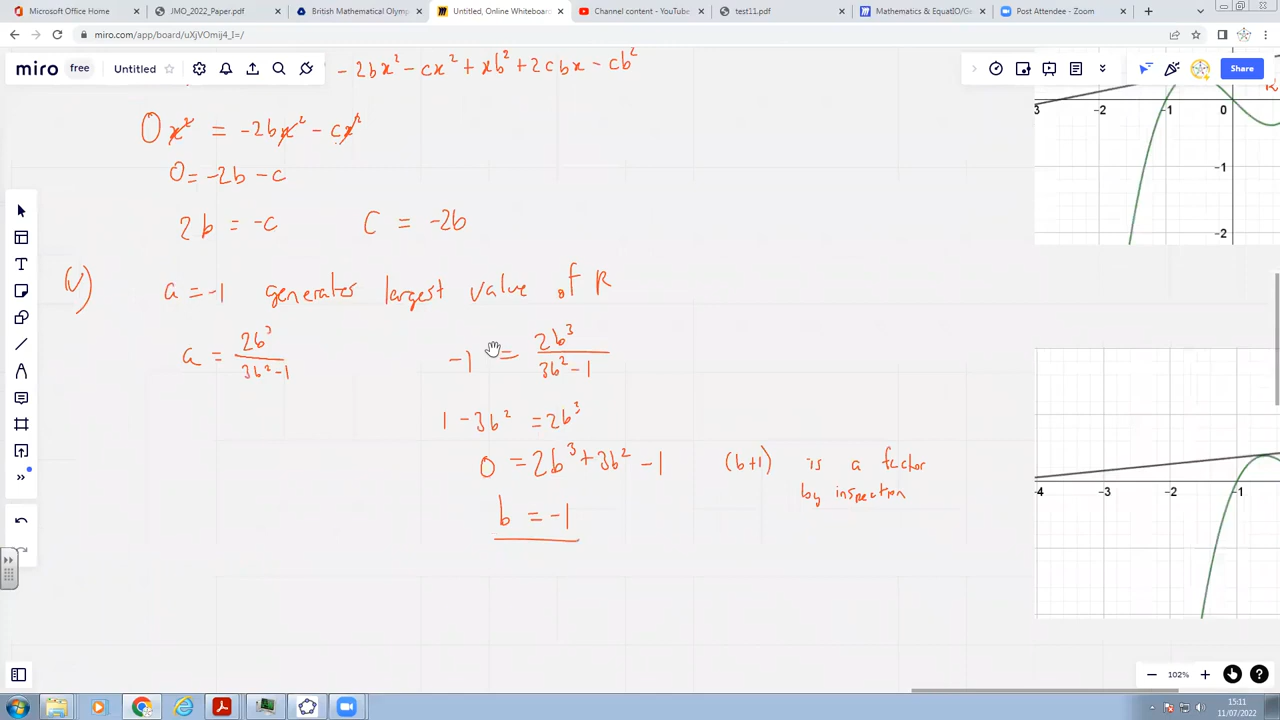 Microsoft Office Home
JMO_2022_Paper.pdf
British Mathematical Olymp
Untitled, Online Whiteboard
Channel content - YouTube
test11.pdf
Mathematics & EquatIO/Ge
Post Attendee - Zoom
miro.com/app/board/uXjVOmij4_I=/
miro free Untitled
Share
- 2bx² - cx² + xb² + 2cbx - cb²
0x² = -2bx² - cx²
0 = -2b - c
2b = -c C = -2b
(v) a = -1 generates largest value of R
a = 2b³/3b²-1 -1 = 2b³/3b²-1
1 - 3b² = 2b³
0 = 2b³ + 3b² - 1 (b+1) is a factor
by inspection
b = -1
-2 -1 0
-1
-2
-4 -3 -2 -1
102%
15:11
11/07/2022